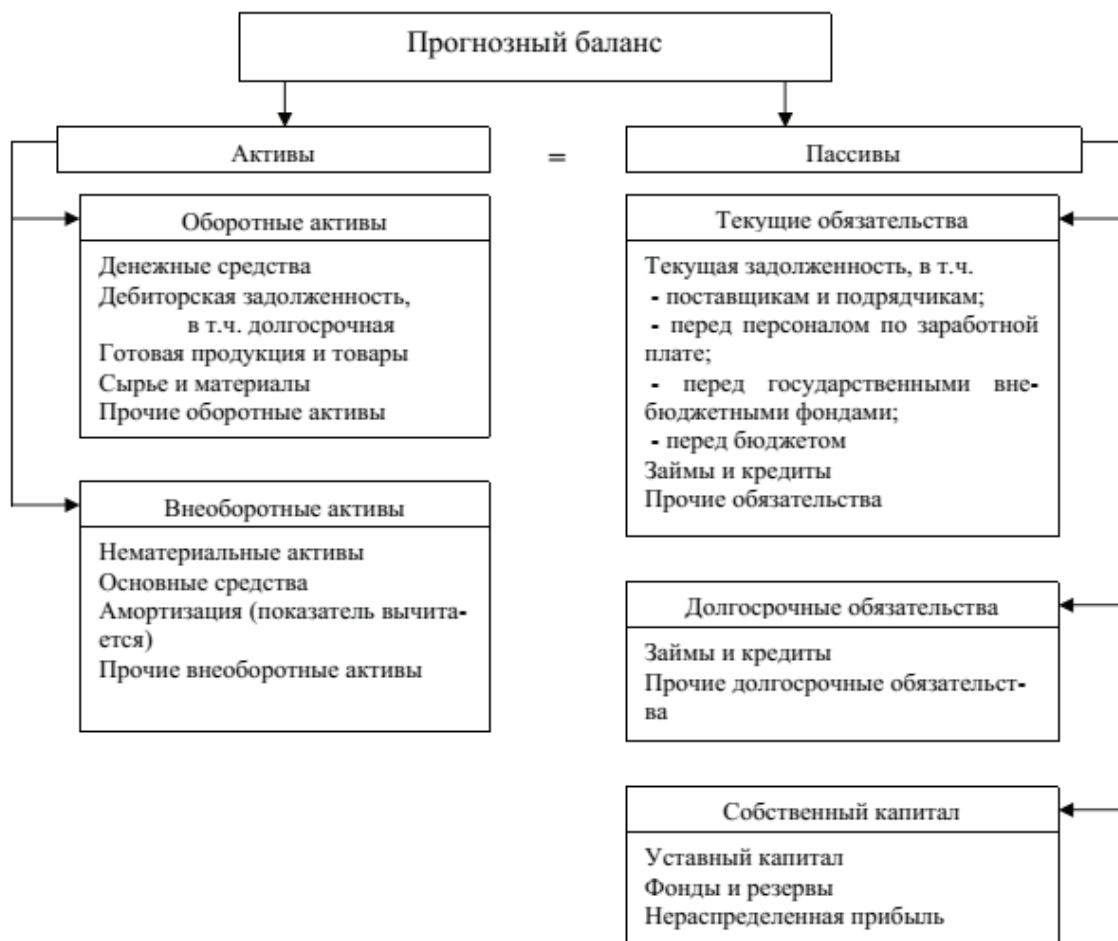 Прогнозный баланс
Активы
=
Пассивы
Оборотные активы
Денежные средства
Дебиторская задолженность,
в т.ч. долгосрочная
Готовая продукция и товары
Сырье и материалы
Прочие оборотные активы
Внеоборотные активы
Нематериальные активы
Основные средства
Амортизация (показатель вычита-
ется)
Прочие внеоборотные активы
Текущие обязательства
Текущая задолженность, в т.ч.
- поставщикам и подрядчикам;
- перед персоналом по заработной
плате;
- перед государственными вне-
бюджетными фондами;
- перед бюджетом
Займы и кредиты
Прочие обязательства
Долгосрочные обязательства
Займы и кредиты
Прочие долгосрочные обязательст-
ва
Собственный капитал
Уставный капитал
Фонды и резервы
Нераспределенная прибыль